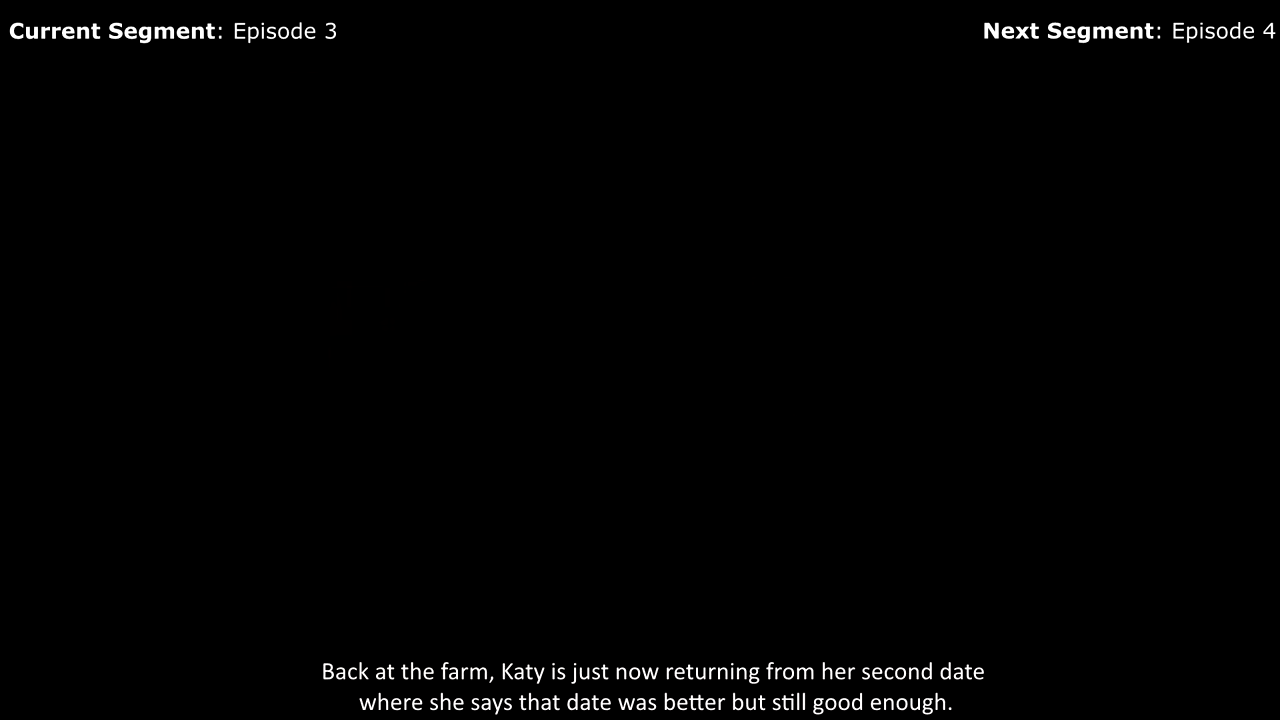 Current Segment: Episode 3
Next Segment: Episode 4
Back at the farm, Katy is just now returning from her second date
where she says that date was better but still good enough.